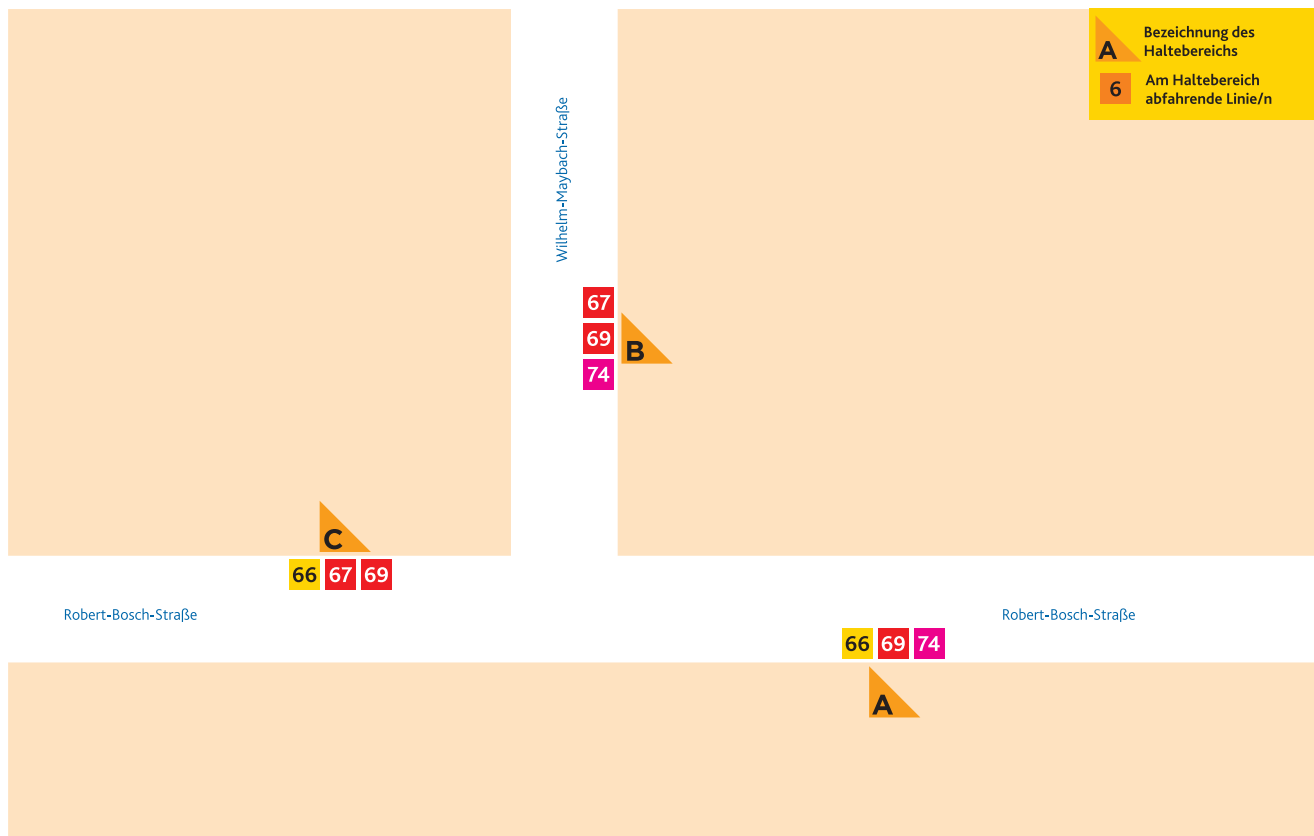 A
Bezeichnung des
Haltebereichs
6
Am Haltebereich
abfahrende Linie/n
Wilhelm-Maybach-Straße
67
69
74
B
C
66 67 69
Robert-Bosch-Straße
Robert-Bosch-Straße
66 69 74
A